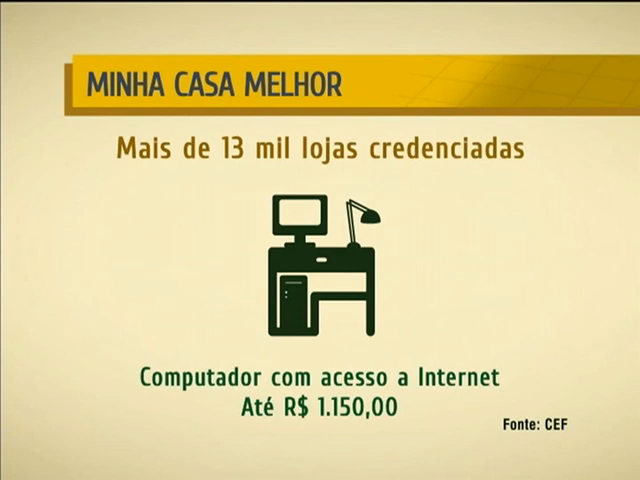 MINHA CASA MELHOR
Mais de 13 mil lojas credenciadas
Computador com acesso a Internet
Até R$ 1.150,00
Fonte: CEF